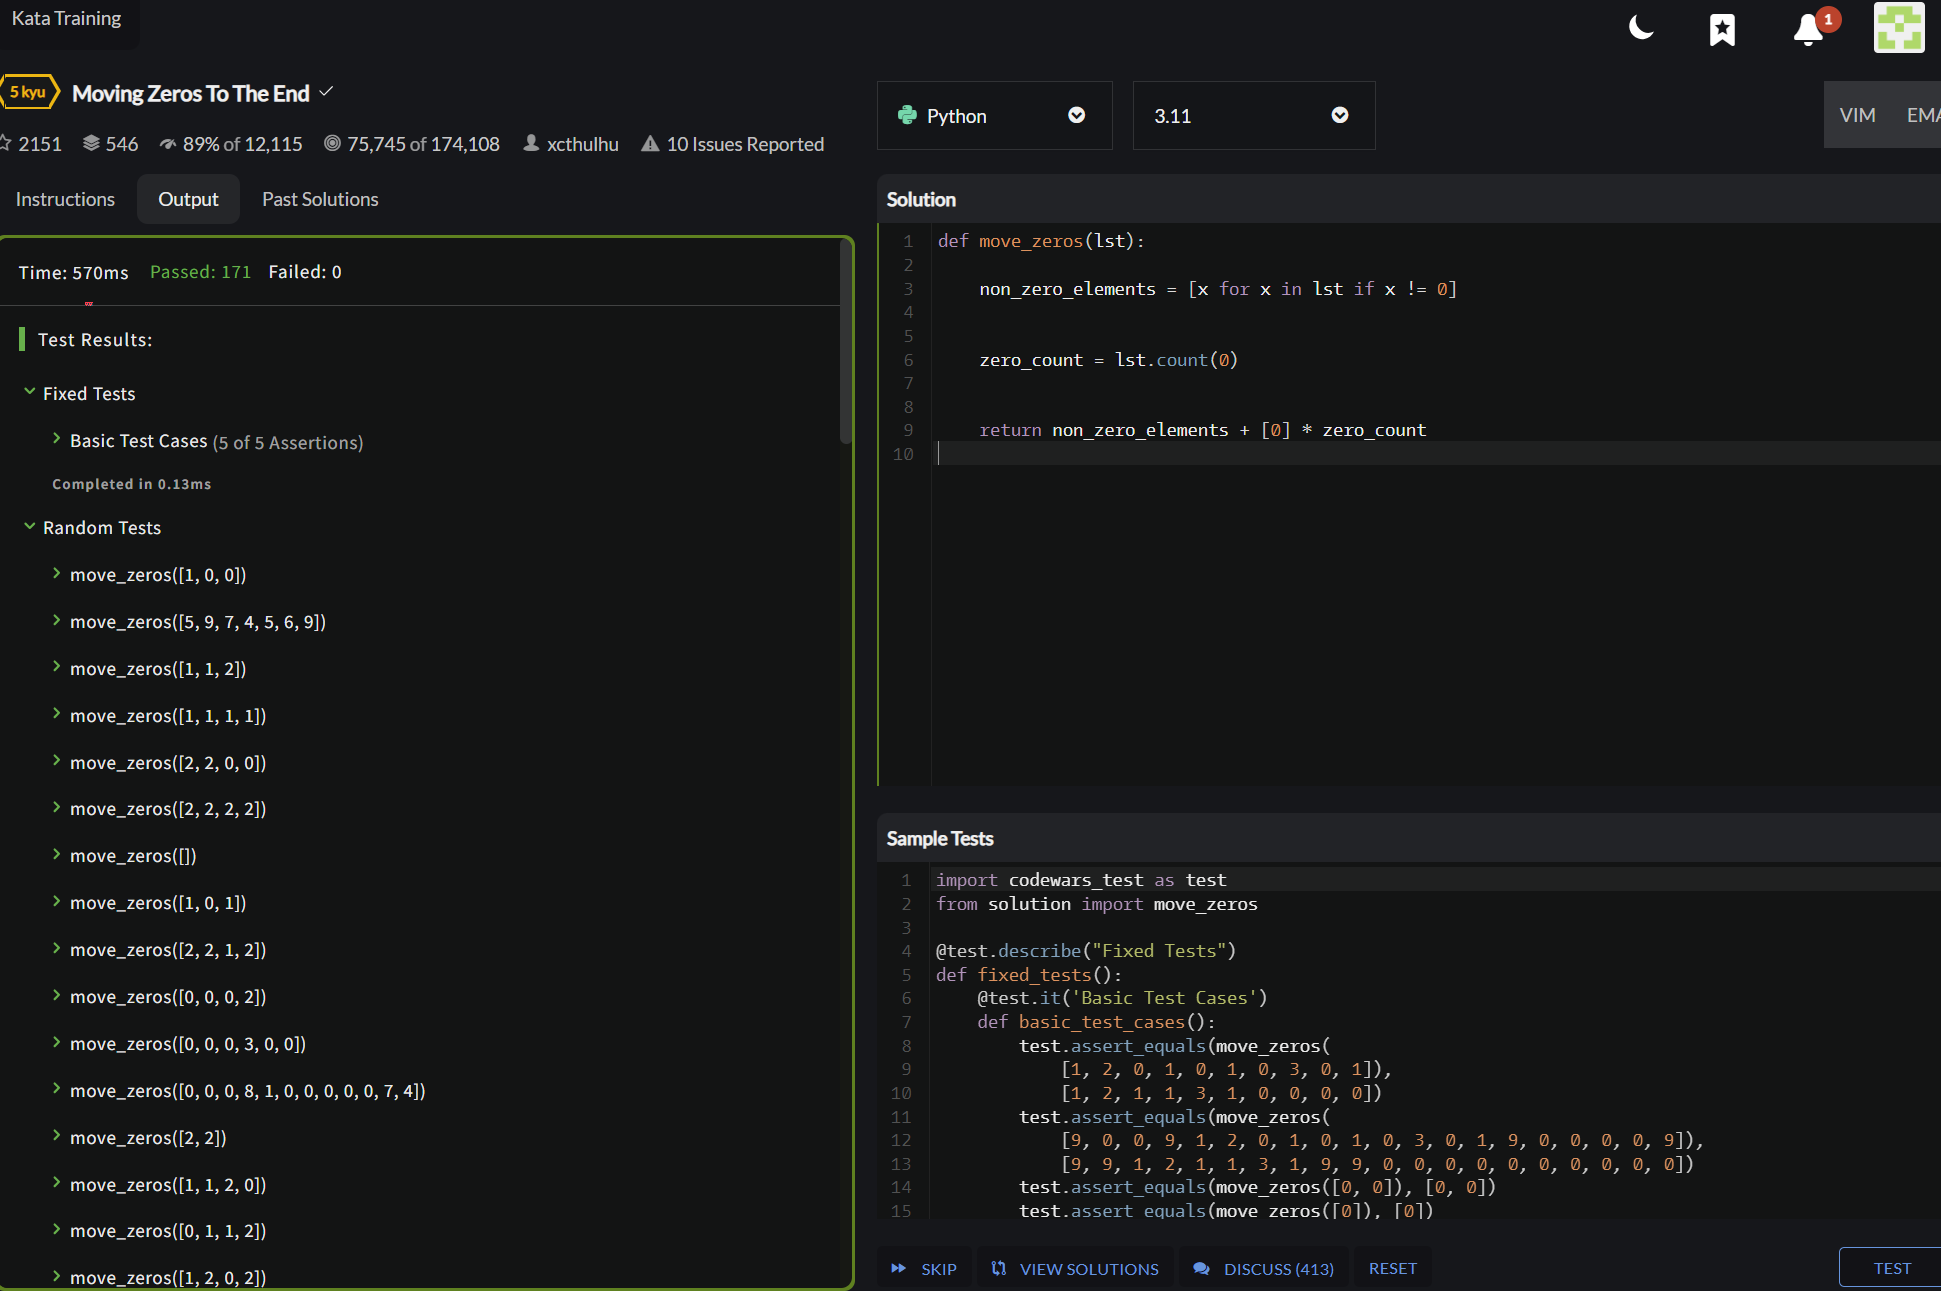 Kata Training
1
5 kyu
Moving Zeros To The End
2151 546 89% of 12,115 75,745 of 174,108 xcthulhu 10 Issues Reported
Instructions Output Past Solutions
Time: 570ms Passed: 171 Failed: 0
Test Results:
Fixed Tests
Basic Test Cases (5 of 5 Assertions)
Completed in 0.13ms
Random Tests
move_zeros([1, 0, 0])
move_zeros([5, 9, 7, 4, 5, 6, 9])
move_zeros([1, 1, 2])
move_zeros([1, 1, 1, 1])
move_zeros([2, 2, 0, 0])
move_zeros([2, 2, 2, 2])
move_zeros([])
move_zeros([1, 0, 1])
move_zeros([2, 2, 1, 2])
move_zeros([0, 0, 0, 2])
move_zeros([0, 0, 0, 3, 0, 0])
move_zeros([0, 0, 0, 8, 1, 0, 0, 0, 0, 0, 7, 4])
move_zeros([2, 2])
move_zeros([1, 1, 2, 0])
move_zeros([0, 1, 1, 2])
move_zeros([1, 2, 0, 2])
Python 3.11 VIM EMA
Solution
1 def move_zeros(lst):
2
3 non_zero_elements = [x for x in lst if x != 0]
4
5
6 zero_count = lst.count(0)
7
8
9 return non_zero_elements + [0] * zero_count
10
Sample Tests
1 import codewars_test as test
2 from solution import move_zeros
3
4 @test.describe("Fixed Tests")
5 def fixed_tests():
6 @test.it('Basic Test Cases')
7 def basic_test_cases():
8 test.assert_equals(move_zeros(
9 [1, 2, 0, 1, 0, 1, 0, 3, 0, 1]),
10 [1, 2, 1, 1, 3, 1, 0, 0, 0, 0])
11 test.assert_equals(move_zeros(
12 [9, 0, 0, 9, 1, 2, 0, 1, 0, 1, 0, 3, 0, 1, 9, 0, 0, 0, 0, 9]),
13 [9, 9, 1, 2, 1, 1, 3, 1, 9, 9, 0, 0, 0, 0, 0, 0, 0, 0, 0, 0])
14 test.assert_equals(move_zeros([0, 0]), [0, 0])
15 test.assert_equals(move_zeros([0]), [0])
SKIP VIEW SOLUTIONS DISCUSS (413) RESET TEST